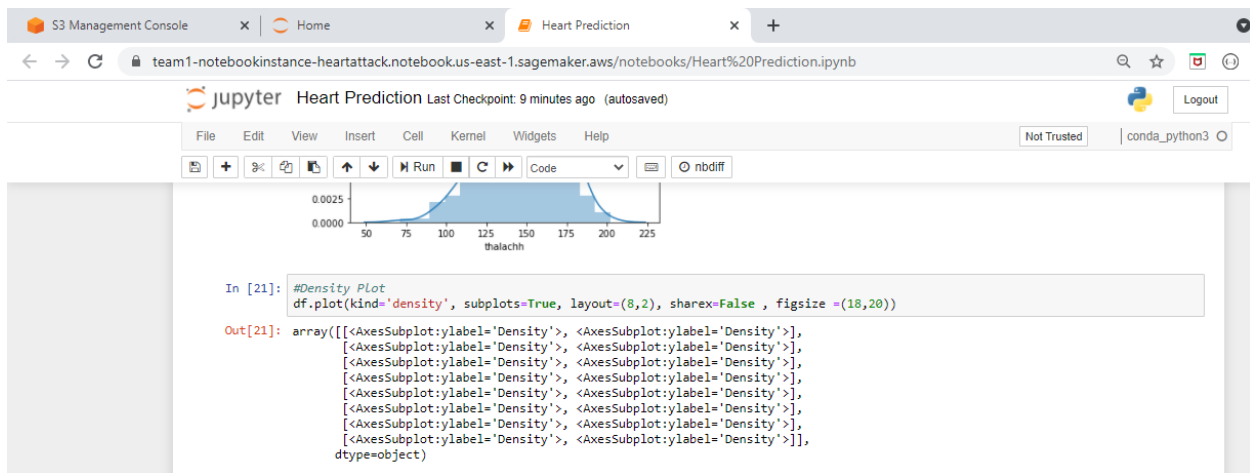 S3 Management Console × Home × Heart Prediction × +
team1-notebookinstance-heartattack.notebook.us-east-1.sagemaker.aws/notebooks/Heart%20Prediction.ipynb
jupyter Heart Prediction Last Checkpoint: 9 minutes ago (autosaved) Logout
File Edit View Insert Cell Kernel Widgets Help Not Trusted conda_python3
Run Code nbdiff
0.0025
0.0000
50 75 100 125 150 175 200 225
thalachh
In [21]: #Density Plot
df.plot(kind='density', subplots=True, layout=(8,2), sharex=False , figsize =(18,20))
Out[21]: array([[<AxesSubplot:ylabel='Density'>, <AxesSubplot:ylabel='Density'>],
[<AxesSubplot:ylabel='Density'>, <AxesSubplot:ylabel='Density'>],
[<AxesSubplot:ylabel='Density'>, <AxesSubplot:ylabel='Density'>],
[<AxesSubplot:ylabel='Density'>, <AxesSubplot:ylabel='Density'>],
[<AxesSubplot:ylabel='Density'>, <AxesSubplot:ylabel='Density'>],
[<AxesSubplot:ylabel='Density'>, <AxesSubplot:ylabel='Density'>],
[<AxesSubplot:ylabel='Density'>, <AxesSubplot:ylabel='Density'>],
[<AxesSubplot:ylabel='Density'>, <AxesSubplot:ylabel='Density'>]],
dtype=object)